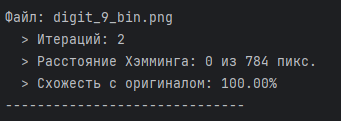 Файл: digit_9_bin.png
> Итераций: 2
> Расстояние Хэмминга: 0 из 784 пикс.
> Схожесть с оригиналом: 100.00%
------------------------------